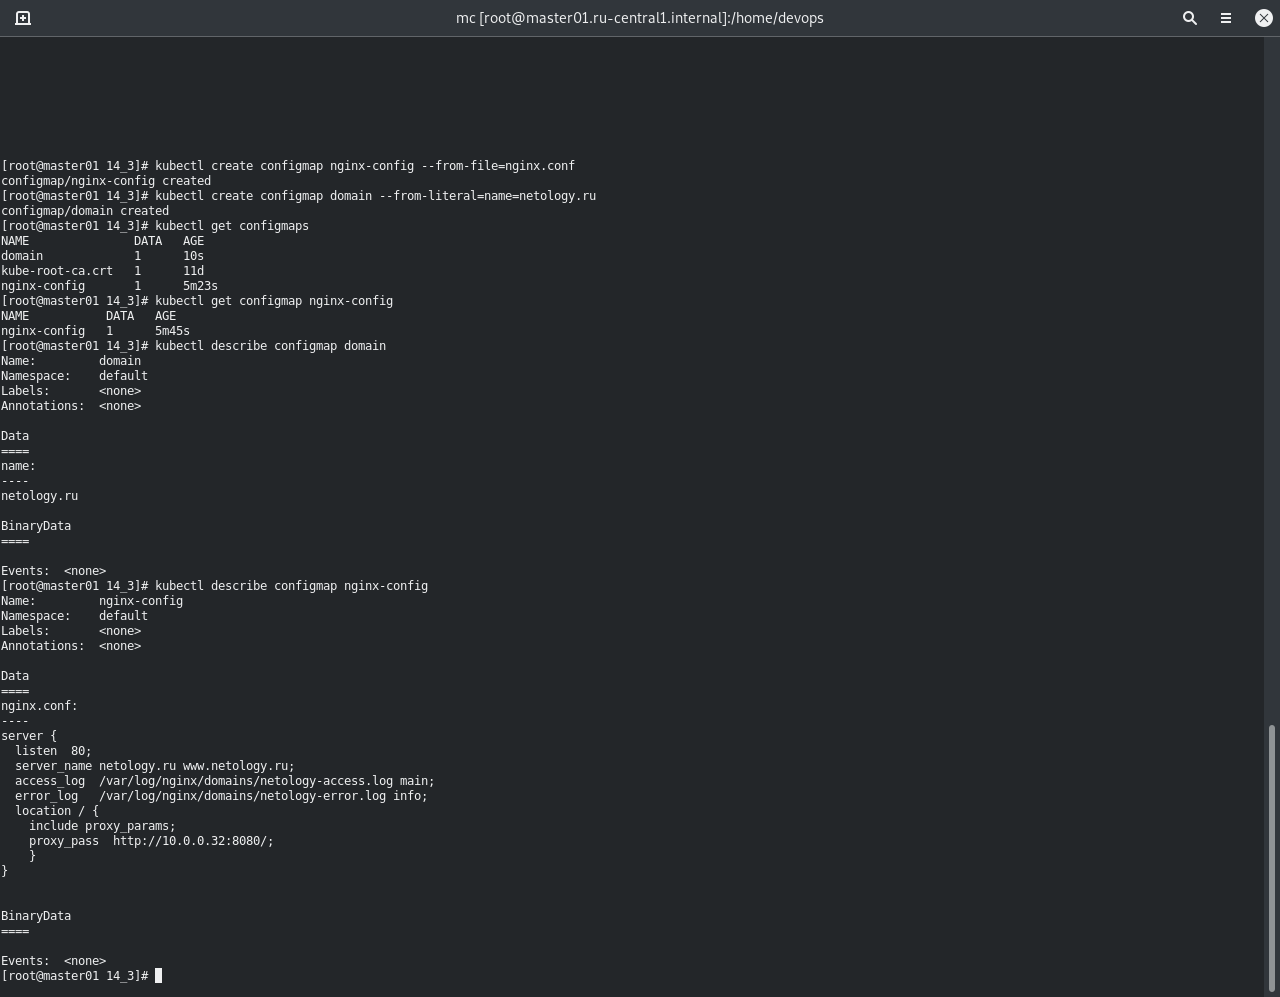 mc [root@master01.ru-central1.internal]:/home/devops
[root@master01 14_3]# kubectl create configmap nginx-config --from-file=nginx.conf
configmap/nginx-config created
[root@master01 14_3]# kubectl create configmap domain --from-literal=name=netology.ru
configmap/domain created
[root@master01 14_3]# kubectl get configmaps
NAME               DATA   AGE
domain             1      10s
kube-root-ca.crt   1      11d
nginx-config       1      5m23s
[root@master01 14_3]# kubectl get configmap nginx-config
NAME           DATA   AGE
nginx-config   1      5m45s
[root@master01 14_3]# kubectl describe configmap domain
Name:         domain
Namespace:    default
Labels:       <none>
Annotations:  <none>

Data
====
name:
----
netology.ru

BinaryData
====

Events:  <none>
[root@master01 14_3]# kubectl describe configmap nginx-config
Name:         nginx-config
Namespace:    default
Labels:       <none>
Annotations:  <none>

Data
====
nginx.conf:
----
server {
  listen  80;
  server_name netology.ru www.netology.ru;
  access_log  /var/log/nginx/domains/netology-access.log main;
  error_log   /var/log/nginx/domains/netology-error.log info;
  location / {
    include proxy_params;
    proxy_pass  http://10.0.0.32:8080/;
    }
}


BinaryData
====

Events:  <none>
[root@master01 14_3]#